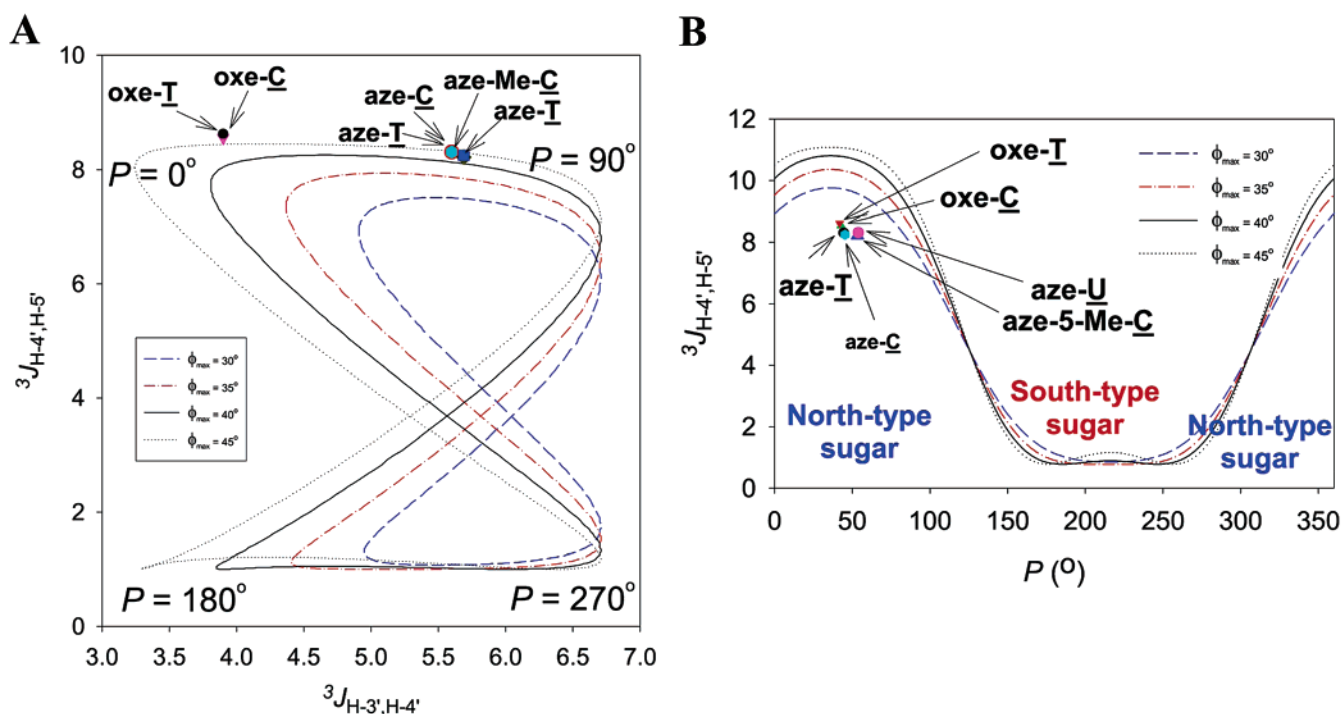 A
10
8
6
4
2
0
3.0 3.5 4.0 4.5 5.0 5.5 6.0 6.5 7.0
³J H-4',H-5'
³J H-3',H-4'
oxe-T
oxe-C
aze-C
aze-Me-C
aze-T
aze-T
P = 0°
P = 90°
ϕmax = 30°
ϕmax = 35°
ϕmax = 40°
ϕmax = 45°
P = 180°
P = 270°
B
12
10
8
6
4
2
0
0 50 100 150 200 250 300 350
³J H-4',H-5'
P (O)
oxe-T
oxe-C
aze-T
aze-U
aze-5-Me-C
aze-C
ϕmax = 30°
ϕmax = 35°
ϕmax = 40°
ϕmax = 45°
North-type
sugar
South-type
sugar
North-type
sugar